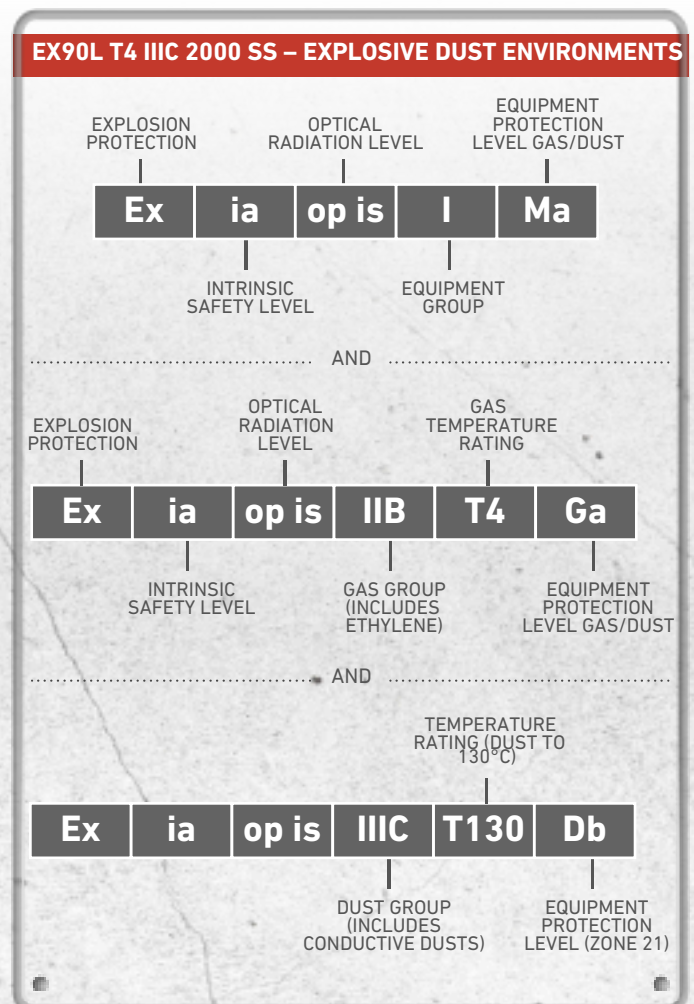 EX90L T4 IIIC 2000 SS – EXPLOSIVE DUST ENVIRONMENTS
EXPLOSION
PROTECTION
OPTICAL
RADIATION LEVEL
EQUIPMENT
PROTECTION
LEVEL GAS/DUST
Ex ia op is I Ma
INTRINSIC
SAFETY LEVEL
EQUIPMENT
GROUP
AND
EXPLOSION
PROTECTION
OPTICAL
RADIATION
LEVEL
GAS
TEMPERATURE
RATING
Ex ia op is IIB T4 Ga
INTRINSIC
SAFETY LEVEL
GAS GROUP
(INCLUDES
ETHYLENE)
EQUIPMENT
PROTECTION
LEVEL GAS/DUST
AND
TEMPERATURE
RATING (DUST TO
130°C)
Ex ia op is IIIC T130 Db
DUST GROUP
(INCLUDES
CONDUCTIVE DUSTS)
EQUIPMENT
PROTECTION
LEVEL (ZONE 21)